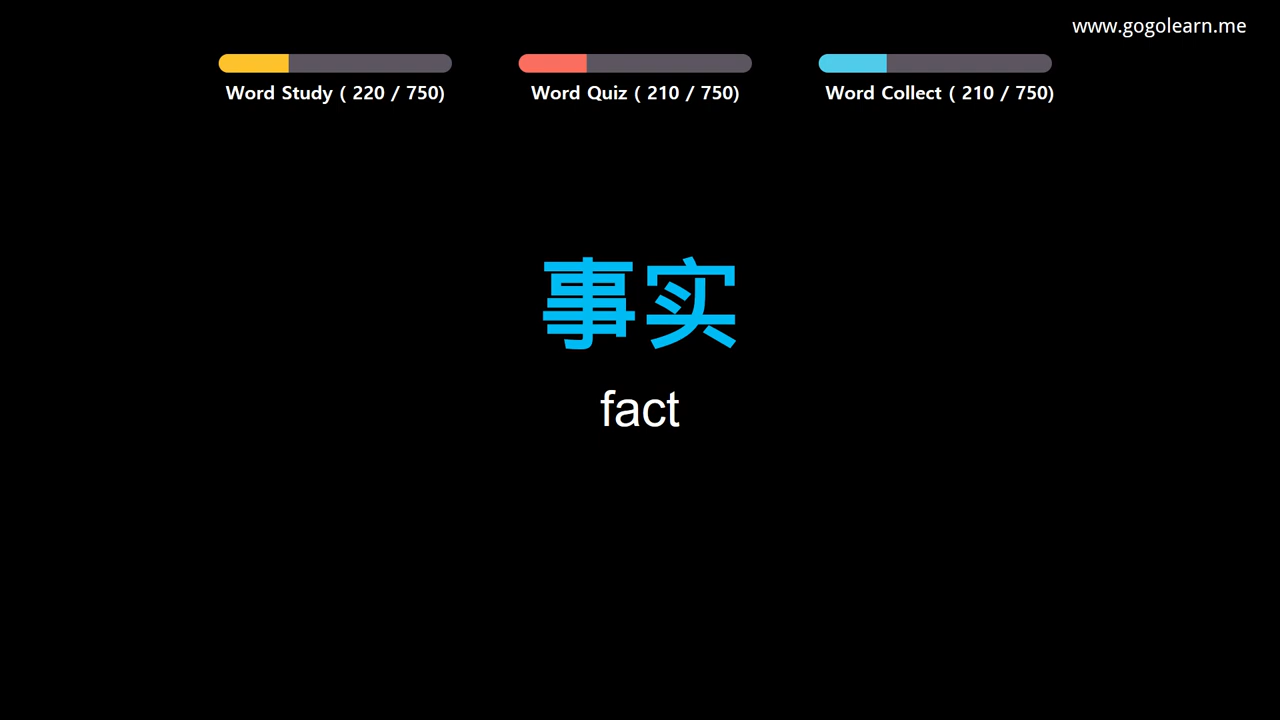 www.gogolearn.me
Word Study ( 220 / 750)
Word Quiz ( 210 / 750)
Word Collect ( 210 / 750)
事实
fact